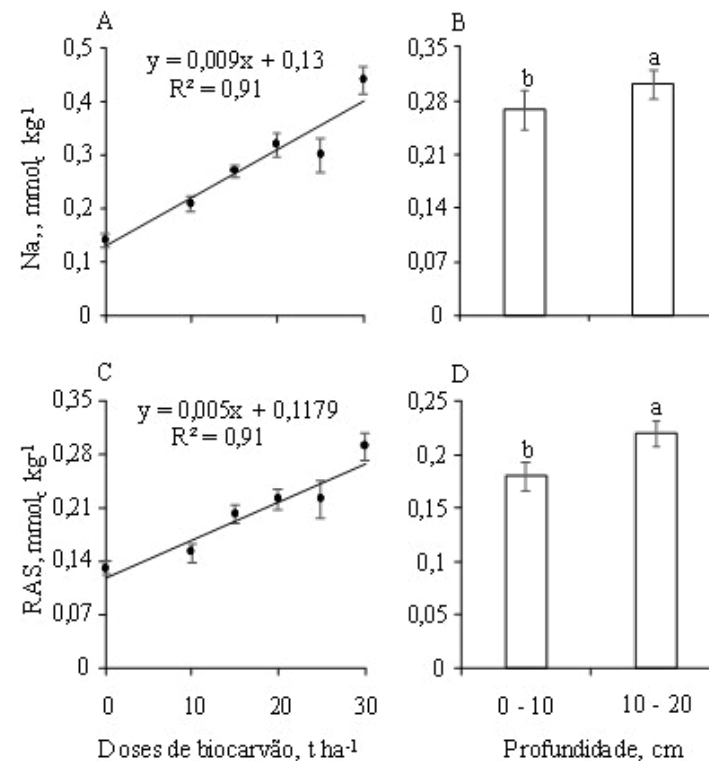 A
y = 0,009x + 0,13
R² = 0,91
0,5
0,4
0,3
0,2
0,1
0
Na,, mmol꜀ kg⁻¹
B
0,35
0,28
0,21
0,14
0,07
0
b
a
C
y = 0,005x + 0,1179
R² = 0,91
0,35
0,28
0,21
0,14
0,07
0
RAS, mmol꜀ kg⁻¹
0
10
20
30
Doses de biocarvão, t ha⁻¹
D
0,25
0,2
0,15
0,1
0,05
0
b
a
0 - 10
10 - 20
Profundidade, cm